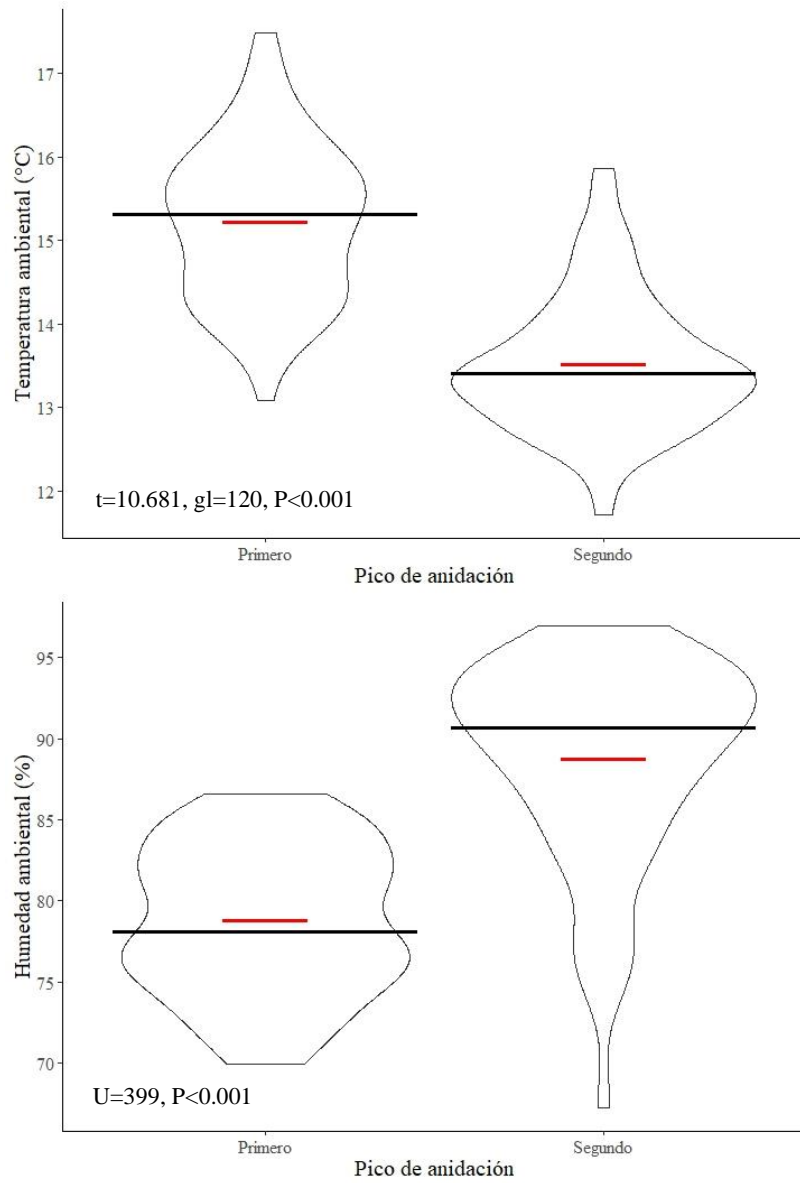 Temperatura ambiental (°C)
17
16
15
14
13
12
t=10.681, gl=120, P<0.001
Primero
Segundo
Pico de anidación
Humedad ambiental (%)
95
90
85
80
75
70
U=399, P<0.001
Primero
Segundo
Pico de anidación